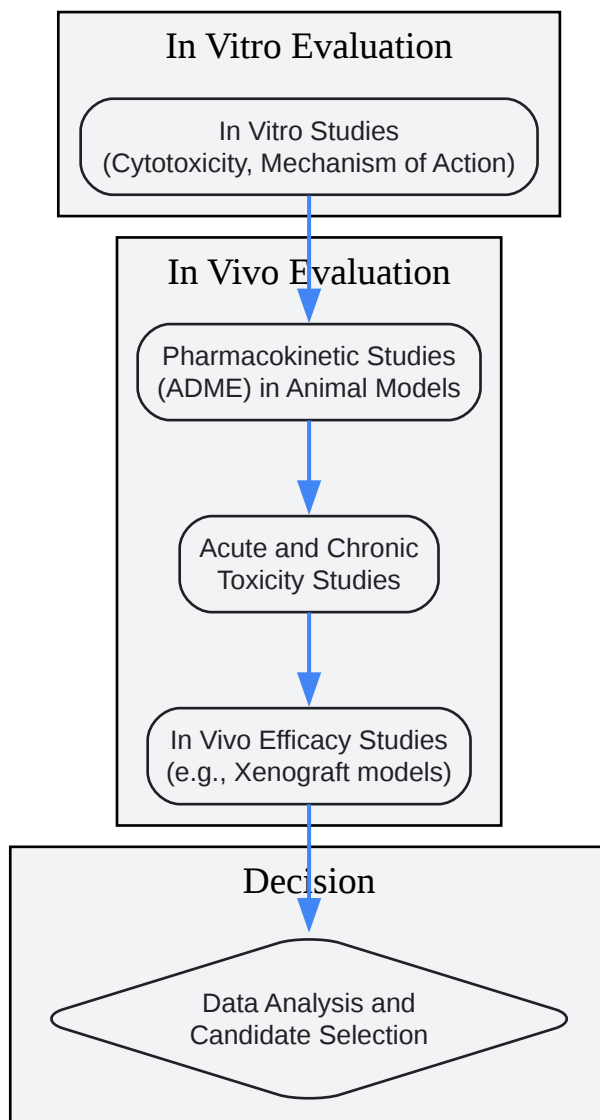 In Vitro Evaluation
In Vitro Studies
(Cytotoxicity, Mechanism of Action)
In Vivo Evaluation
Pharmacokinetic Studies
(ADME) in Animal Models
Acute and Chronic
Toxicity Studies
In Vivo Efficacy Studies
(e.g., Xenograft models)
Decision
Data Analysis and
Candidate Selection